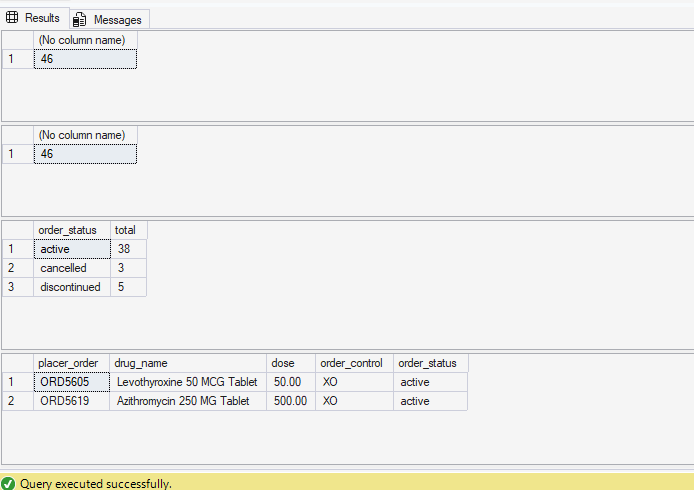 Results Messages
(No column name)
1 46
(No column name)
1 46
order_status total
1 active 38
2 cancelled 3
3 discontinued 5
placer_order drug_name dose order_control order_status
1 ORD5605 Levothyroxine 50 MCG Tablet 50.00 XO active
2 ORD5619 Azithromycin 250 MG Tablet 500.00 XO active
Query executed successfully.